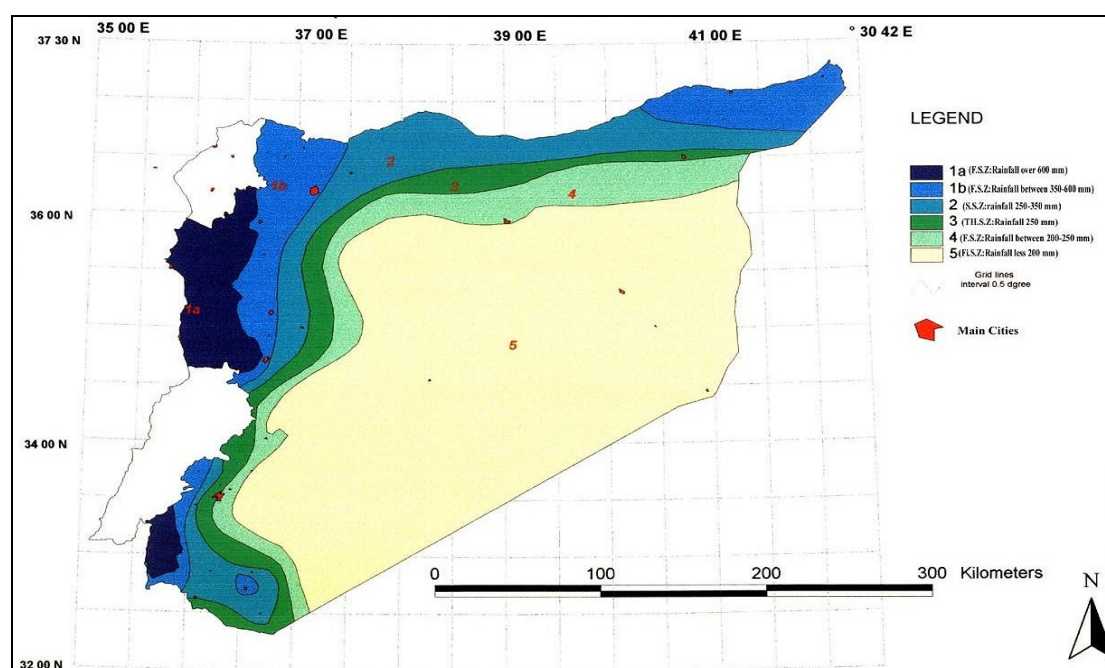 35 00 E
37 00 E
39 00 E
41 00 E
° 30 42 E
37 30 N
36 00 N
34 00 N
32 00 N
1b
2
3
4
1a
5
LEGEND
1a (F.S.Z:Rainfall over 600 mm)
1b (F.S.Z:Rainfall between 350-600 mm)
2 (S.S.Z:rainfall 250-350 mm)
3 (TH.S.Z:Rainfall 250 mm)
4 (F.S.Z:Rainfall between 200-250 mm)
5 (Fi.S.Z:Rainfall less 200 mm)
Grid lines
interval 0.5 dgree
Main Cities
0 100 200 300 Kilometers
N